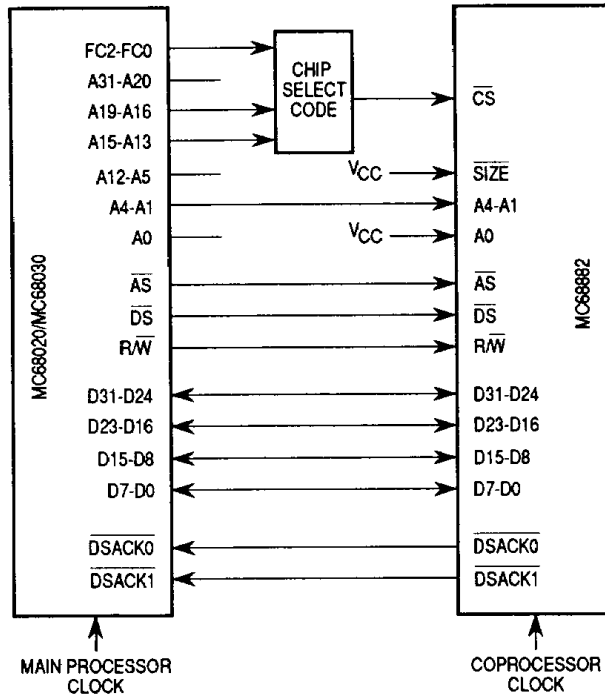 FC2-FC0
A31-A20
A19-A16
A15-A13
A12-A5
A4-A1
A0
AS
DS
R/W
D31-D24
D23-D16
D15-D8
D7-D0
DSACK0
DSACK1
MC68020/MC68030
MAIN PROCESSOR
CLOCK
CHIP
SELECT
CODE
VCC
VCC
CS
SIZE
A4-A1
A0
AS
DS
R/W
D31-D24
D23-D16
D15-D8
D7-D0
DSACK0
DSACK1
MC68882
COPROCESSOR
CLOCK